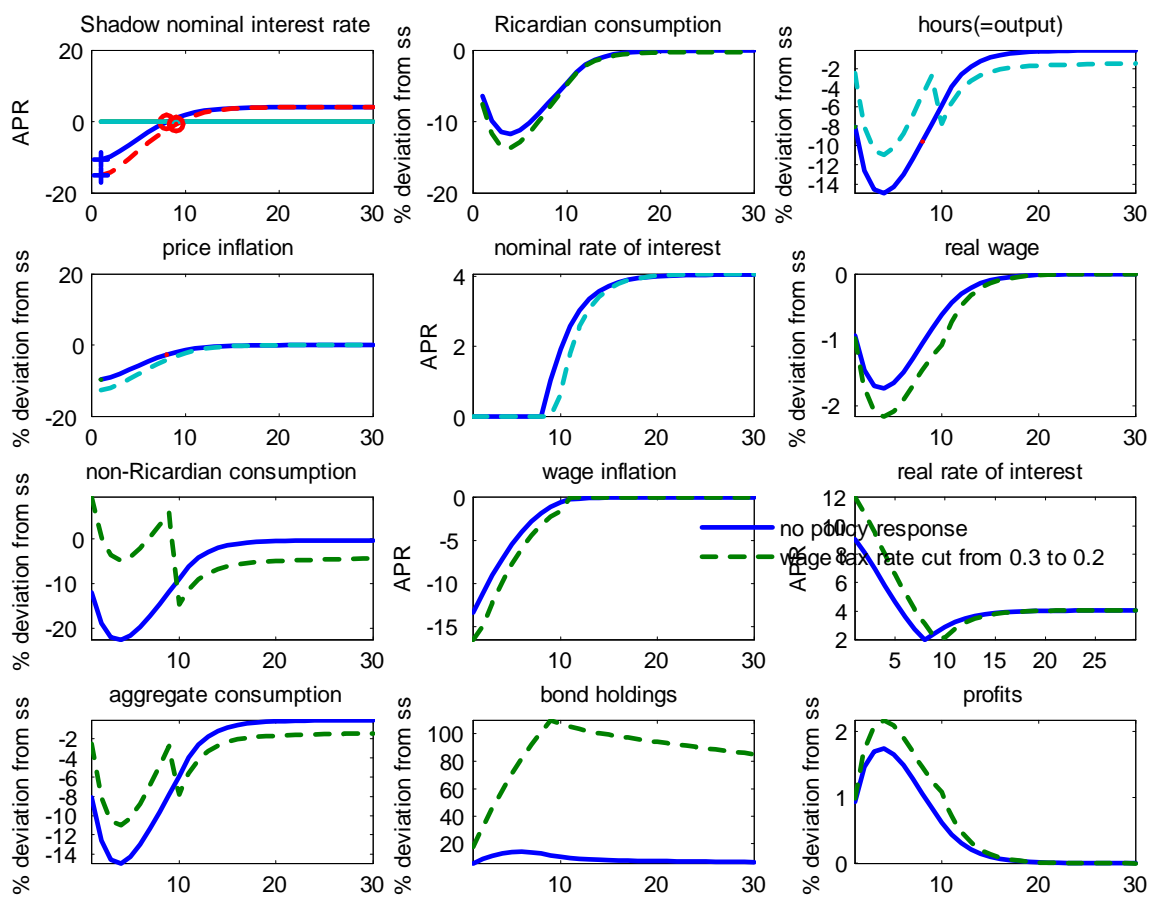 Shadow nominal interest rate
Ricardian consumption
hours(=output)
20
0
-20
0 10 20 30
APR
0
-10
-20
0 10 20 30
% deviation from ss
-2
-4
-6
-8
-10
-12
-14
10 20 30
% deviation from ss
price inflation
nominal rate of interest
real wage
20
0
-20
0 10 20 30
% deviation from ss
4
2
0
10 20 30
APR
0
-1
-2
10 20 30
% deviation from ss
non-Ricardian consumption
wage inflation
real rate of interest
0
-10
-20
10 20 30
% deviation from ss
0
-5
-10
-15
10 20 30
APR
12
10
8
6
4
2
5 10 15 20 25
APR
no policy response
wage tax rate cut from 0.3 to 0.2
aggregate consumption
bond holdings
profits
-2
-4
-6
-8
-10
-12
-14
10 20 30
% deviation from ss
100
80
60
40
20
10 20 30
% deviation from ss
2
1
0
10 20 30
% deviation from ss